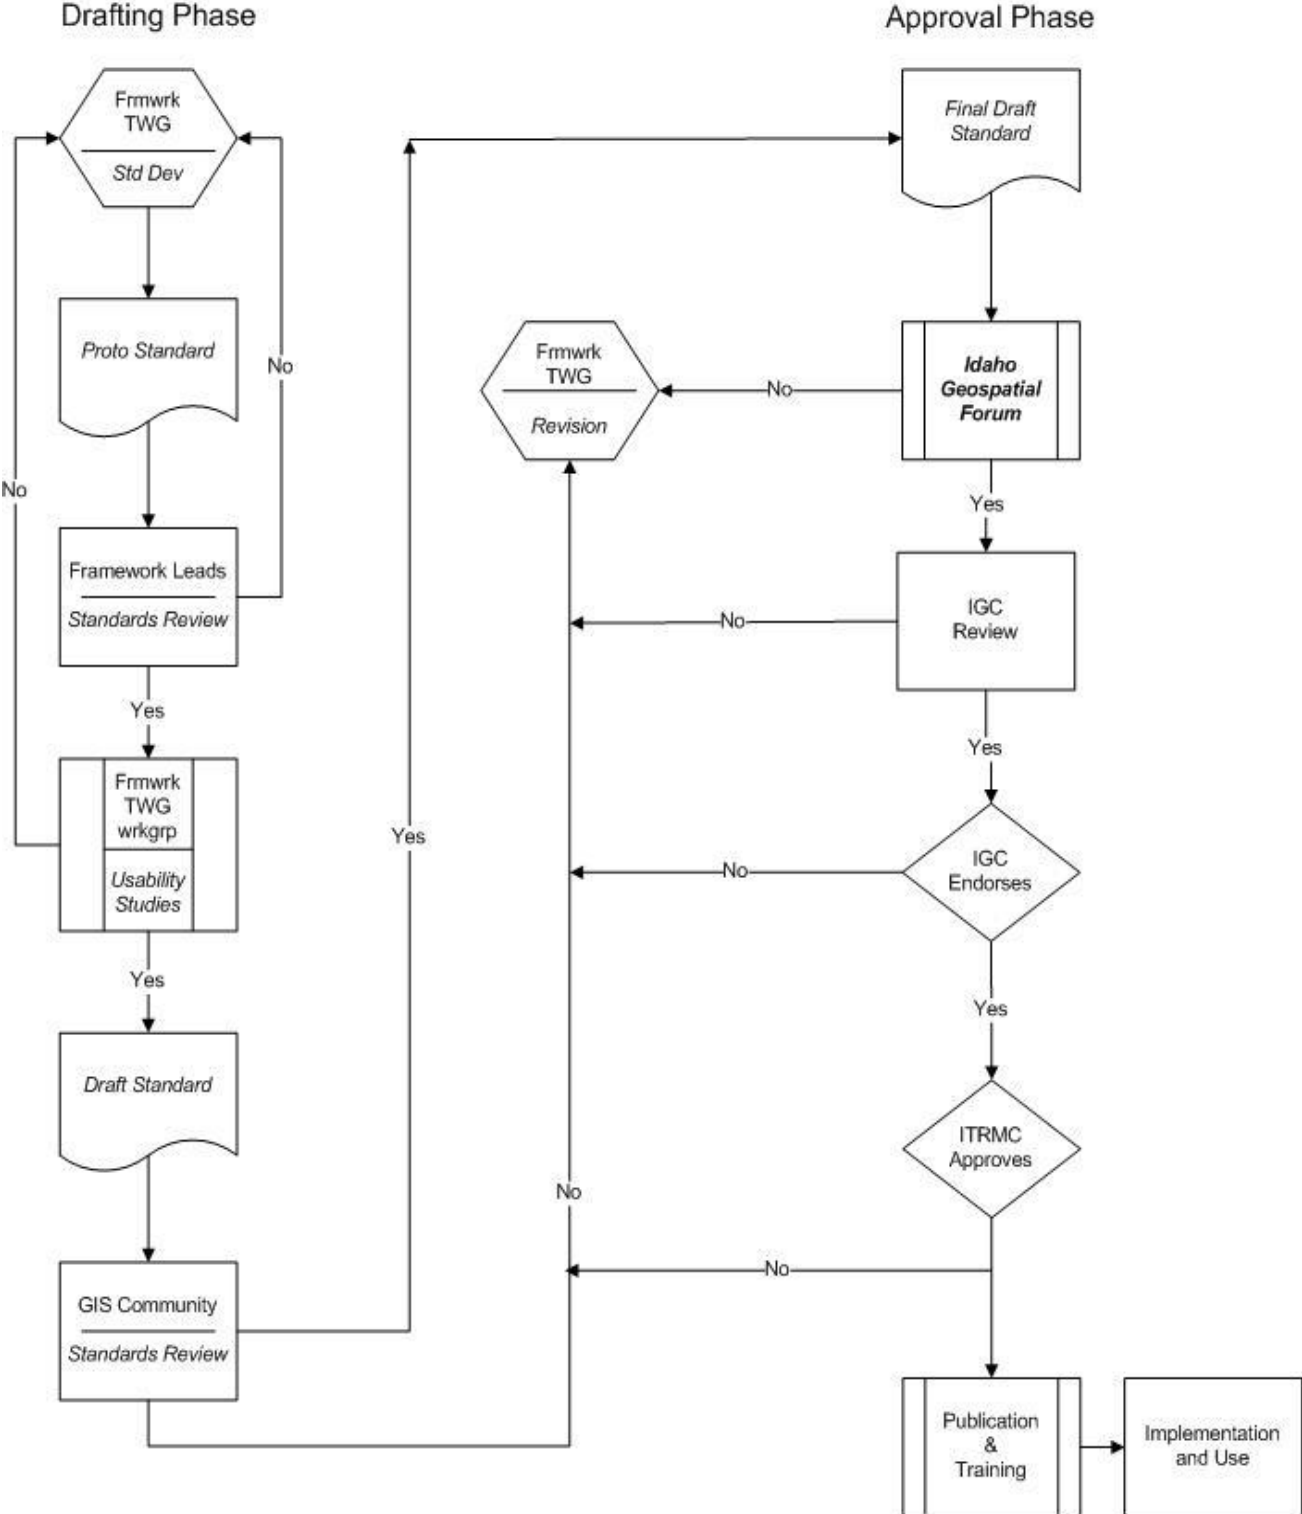 Drafting Phase
Frmwrk
TWG
Std Dev
Proto Standard
No
No
Framework Leads
Standards Review
Yes
Frmwrk
TWG
wrkgrp
Usability
Studies
Yes
Draft Standard
GIS Community
Standards Review
Yes
Approval Phase
Final Draft
Standard
Idaho
Geospatial
Forum
No
Frmwrk
TWG
Revision
Yes
IGC
Review
No
Yes
IGC
Endorses
No
Yes
ITRMC
Approves
No
No
Publication
&
Training
Implementation
and Use